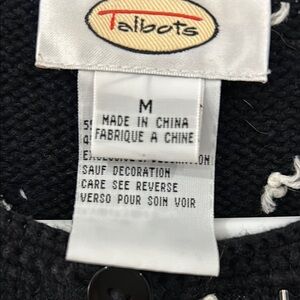 Talbots
M
MADE IN CHINA
FABRIQUE A CHINE
SAUF DECORATION
CARE SEE REVERSE
VERSO POUR SOIN VOIR